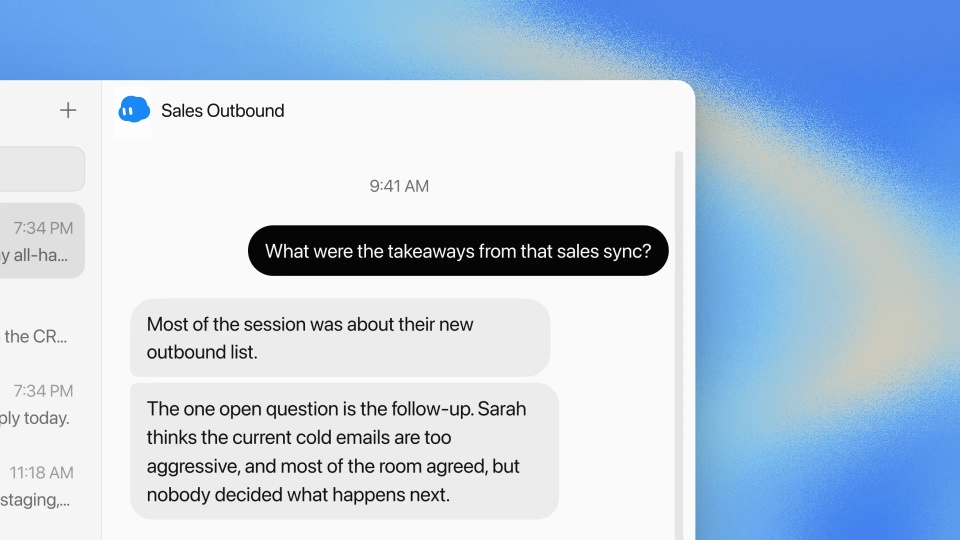 Sales Outbound
9:41 AM
What were the takeaways from that sales sync?
Most of the session was about their new
outbound list.
The one open question is the follow-up. Sarah
thinks the current cold emails are too
aggressive, and most of the room agreed, but
nobody decided what happens next.
7:34 PM
y all-ha...
the CR...
7:34 PM
ply today.
11:18 AM
staging,...